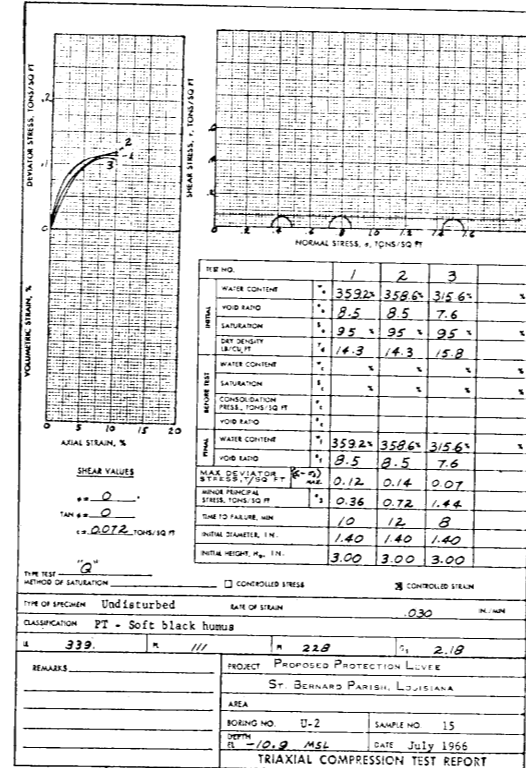 DEVIATOR STRESS, TONS/SQ FT
.2
.1
0
2
1
3
SHEAR STRESS, τ, TONS/SQ FT
0 .2 .4 .6 .8 1.0 1.2 1.4 1.6
NORMAL STRESS, σ, TONS/SQ FT
VOLUMETRIC STRAIN, %
0 5 10 15 20
AXIAL STRAIN, %
SHEAR VALUES
φ = 0 °
TAN φ = 0
c = 0.072 TONS/SQ FT
TEST NO. 1 2 3
INITIAL
WATER CONTENT 359.2% 358.6% 315.6% %
VOID RATIO 8.5 8.5 7.6
SATURATION 95 % 95 % 95 % %
DRY DENSITY LB/CU FT 14.3 14.3 15.8
BEFORE TEST
WATER CONTENT % % % %
SATURATION % % % %
CONSOLIDATION PRESS., TONS/SQ FT
VOID RATIO
FINAL
WATER CONTENT 359.2% 358.6% 315.6% %
VOID RATIO 8.5 8.5 7.6
MAX DEVIATOR STRESS, T/SQ FT MAX. 0.12 0.14 0.07
MINOR PRINCIPAL STRESS, TONS/SQ FT 0.36 0.72 1.44
TIME TO FAILURE, MIN 10 12 8
INITIAL DIAMETER, IN. 1.40 1.40 1.40
INITIAL HEIGHT, H₀, IN. 3.00 3.00 3.00
TYPE TEST "Q"
METHOD OF SATURATION CONTROLLED STRESS CONTROLLED STRAIN
TYPE OF SPECIMEN Undisturbed RATE OF STRAIN .030 IN./MIN
CLASSIFICATION PT - Soft black humus
LL 339. PL 111 PI 228 Gs 2.18
REMARKS
PROJECT PROPOSED PROTECTION LEVEE
ST. BERNARD PARISH, LOUISIANA
AREA
BORING NO. U-2 SAMPLE NO. 15
DEPTH EL -10.9 MSL DATE July 1966
TRIAXIAL COMPRESSION TEST REPORT